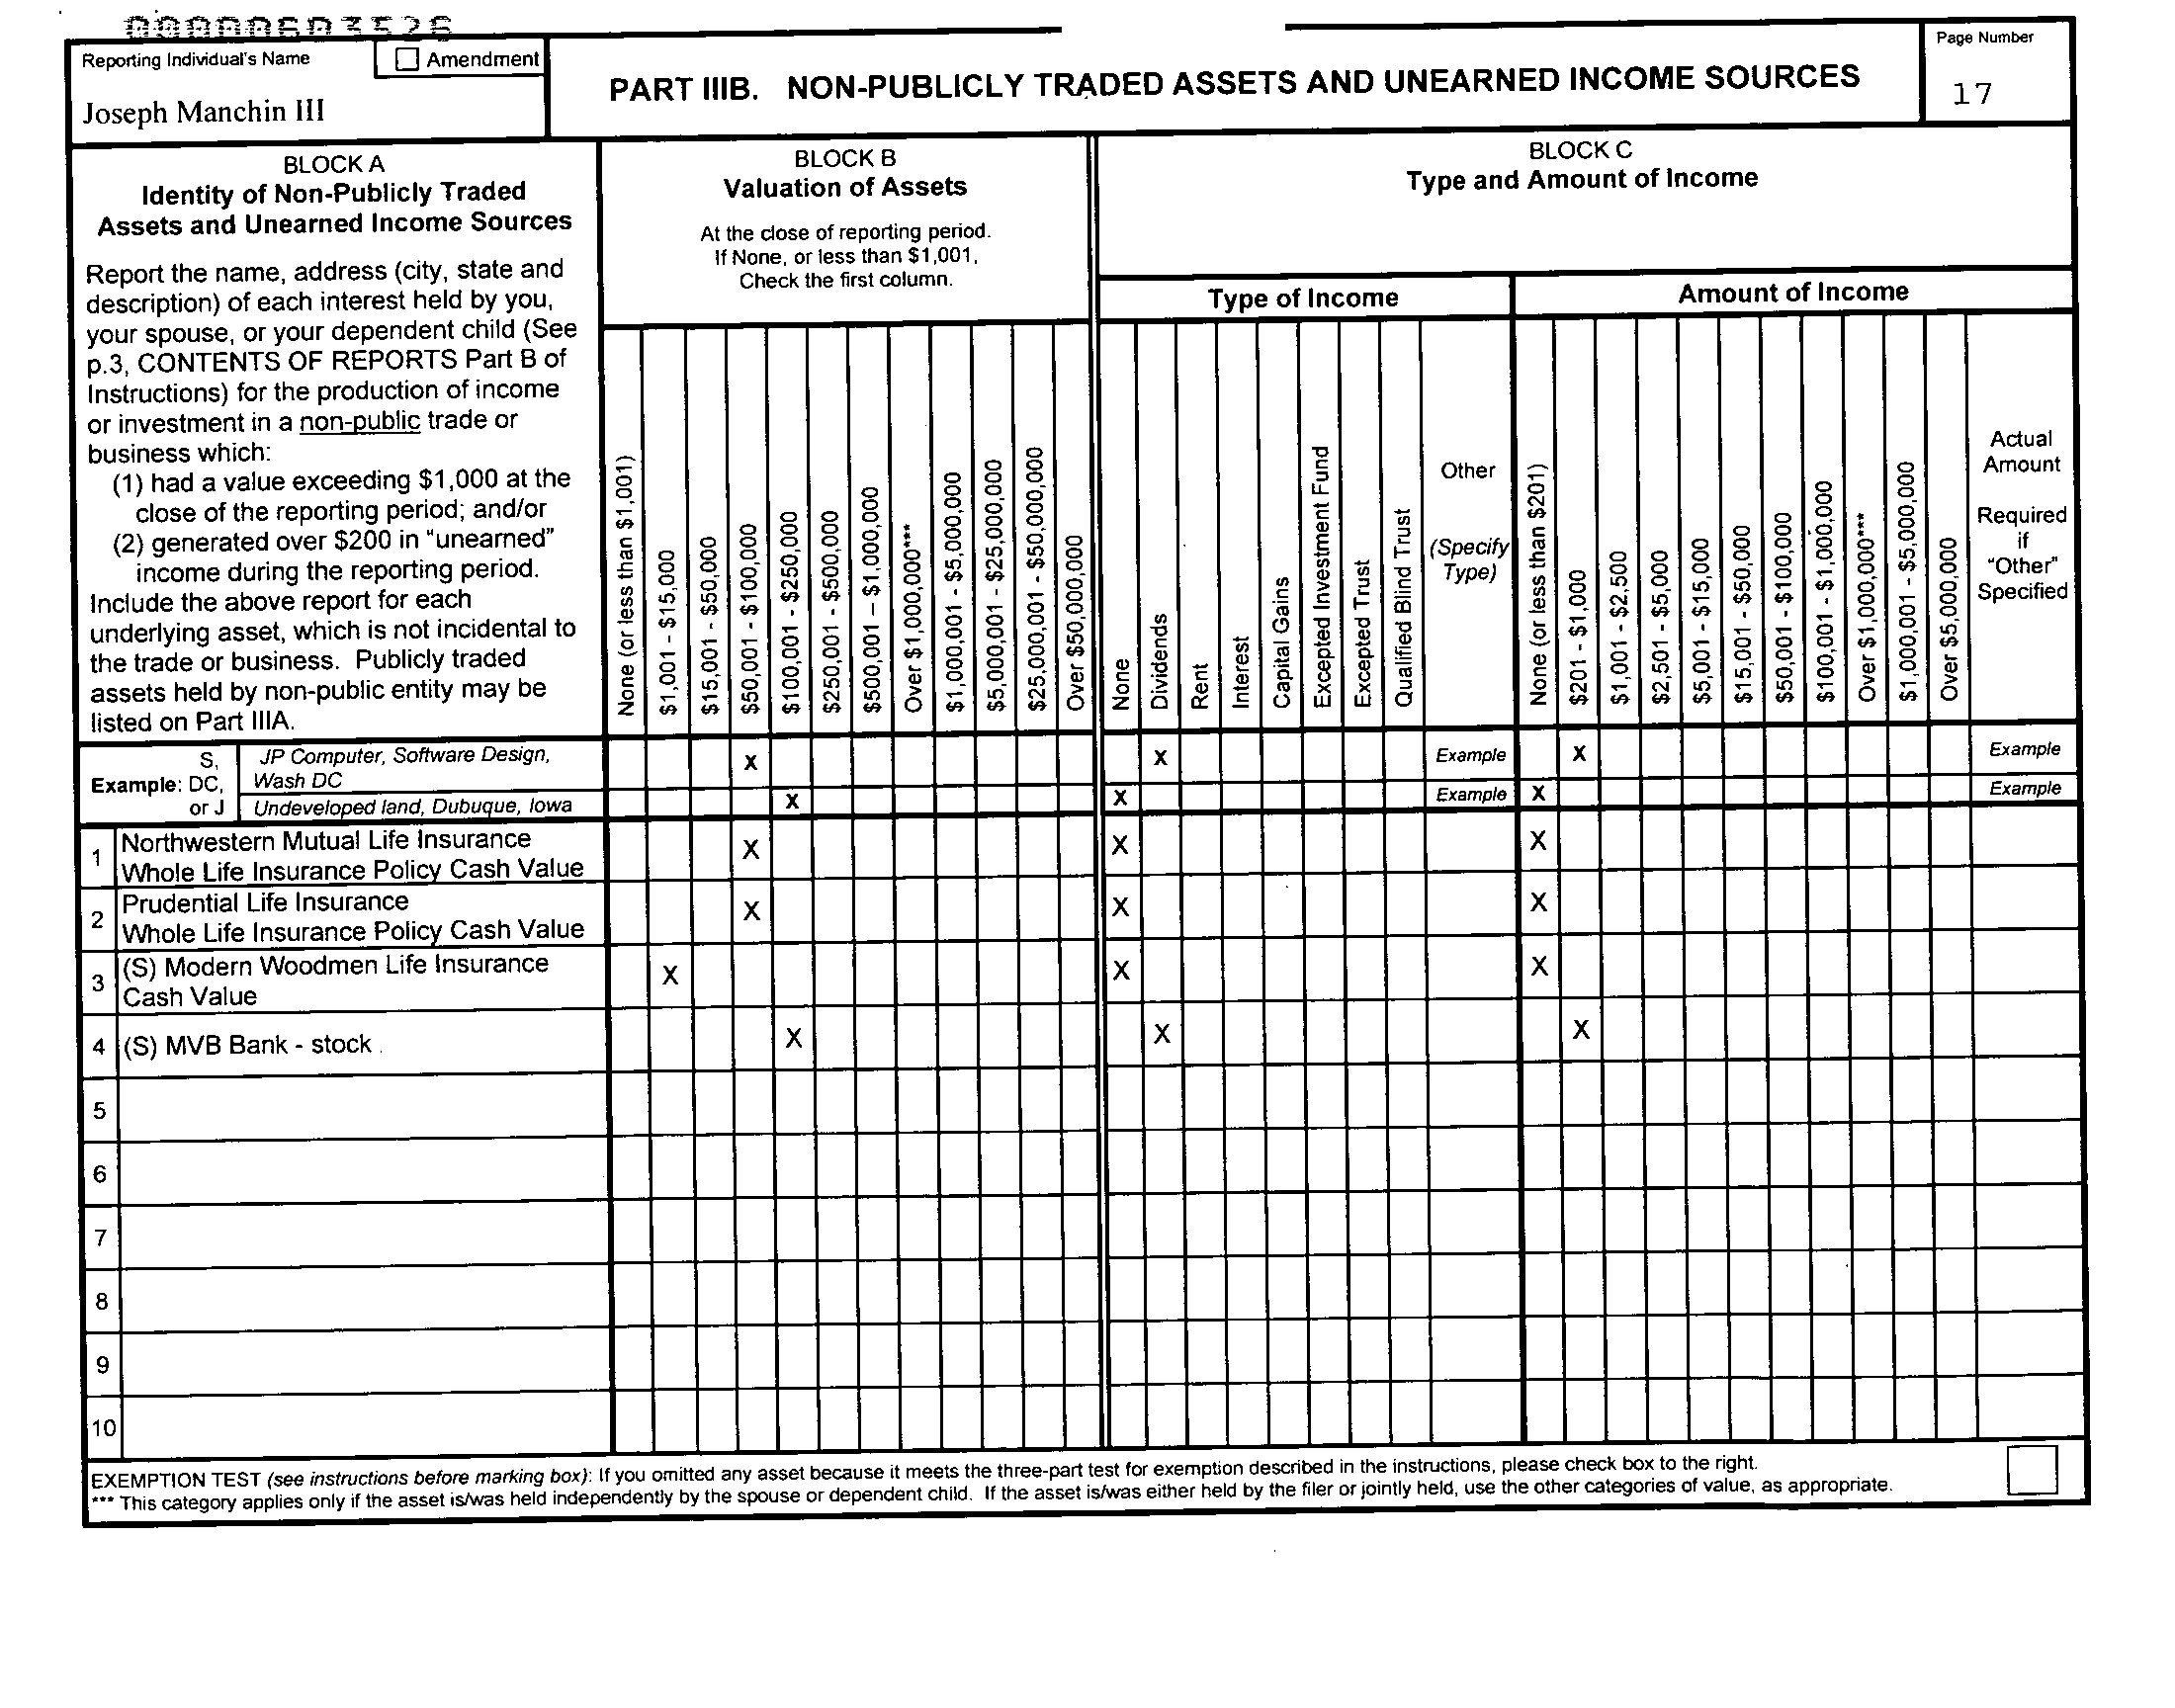 000000603526
Reporting Individual's Name
Amendment
Joseph Manchin III
PART IIIB. NON-PUBLICLY TRADED ASSETS AND UNEARNED INCOME SOURCES
Page Number
17
BLOCK A
Identity of Non-Publicly Traded
Assets and Unearned Income Sources
Report the name, address (city, state and
description) of each interest held by you,
your spouse, or your dependent child (See
p.3, CONTENTS OF REPORTS Part B of
Instructions) for the production of income
or investment in a non-public trade or
business which:
(1) had a value exceeding $1,000 at the
close of the reporting period; and/or
(2) generated over $200 in "unearned"
income during the reporting period.
Include the above report for each
underlying asset, which is not incidental to
the trade or business. Publicly traded
assets held by non-public entity may be
listed on Part IIIA.
BLOCK B
Valuation of Assets
At the close of reporting period.
If None, or less than $1,001,
Check the first column.
None (or less than $1,001)
$1,001 - $15,000
$15,001 - $50,000
$50,001 - $100,000
$100,001 - $250,000
$250,001 - $500,000
$500,001 – $1,000,000
Over $1,000,000***
$1,000,001 - $5,000,000
$5,000,001 - $25,000,000
$25,000,001 - $50,000,000
Over $50,000,000
BLOCK C
Type and Amount of Income
Type of Income
None
Dividends
Rent
Interest
Capital Gains
Excepted Investment Fund
Excepted Trust
Qualified Blind Trust
Other
(Specify
Type)
Amount of Income
None (or less than $201)
$201 - $1,000
$1,001 - $2,500
$2,501 - $5,000
$5,001 - $15,000
$15,001 - $50,000
$50,001 - $100,000
$100,001 - $1,000,000
Over $1,000,000***
$1,000,001 - $5,000,000
Over $5,000,000
Actual
Amount
Required
if
"Other"
Specified
Example:
S,
DC,
or J
JP Computer, Software Design,
Wash DC
X X Example X Example
Undeveloped land, Dubuque, Iowa X X Example X Example
1 Northwestern Mutual Life Insurance
Whole Life Insurance Policy Cash Value X X X
2 Prudential Life Insurance
Whole Life Insurance Policy Cash Value X X X
3 (S) Modern Woodmen Life Insurance
Cash Value X X X
4 (S) MVB Bank - stock X X X
5
6
7
8
9
10
EXEMPTION TEST (see instructions before marking box): If you omitted any asset because it meets the three-part test for exemption described in the instructions, please check box to the right.
*** This category applies only if the asset is/was held independently by the spouse or dependent child. If the asset is/was either held by the filer or jointly held, use the other categories of value, as appropriate.